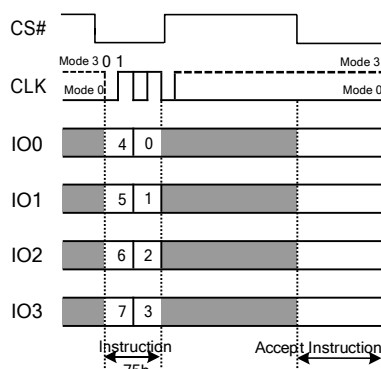 CS#
Mode 3 0 1 Mode 3
CLK
Mode 0 Mode 0
IO0 4 0
IO1 5 1
IO2 6 2
IO3 7 3
Instruction Accept Instruction
75h